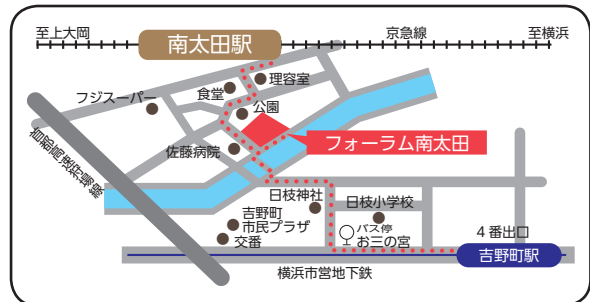 至上大岡
南太田駅
京急線
至横浜
理容室
食堂
フジスーパー
公園
首都高速狩場線
佐藤病院
フォーラム南太田
日枝神社
日枝小学校
吉野町
市民プラザ
バス停
お三の宮
交番
4番出口
吉野町駅
横浜市営地下鉄